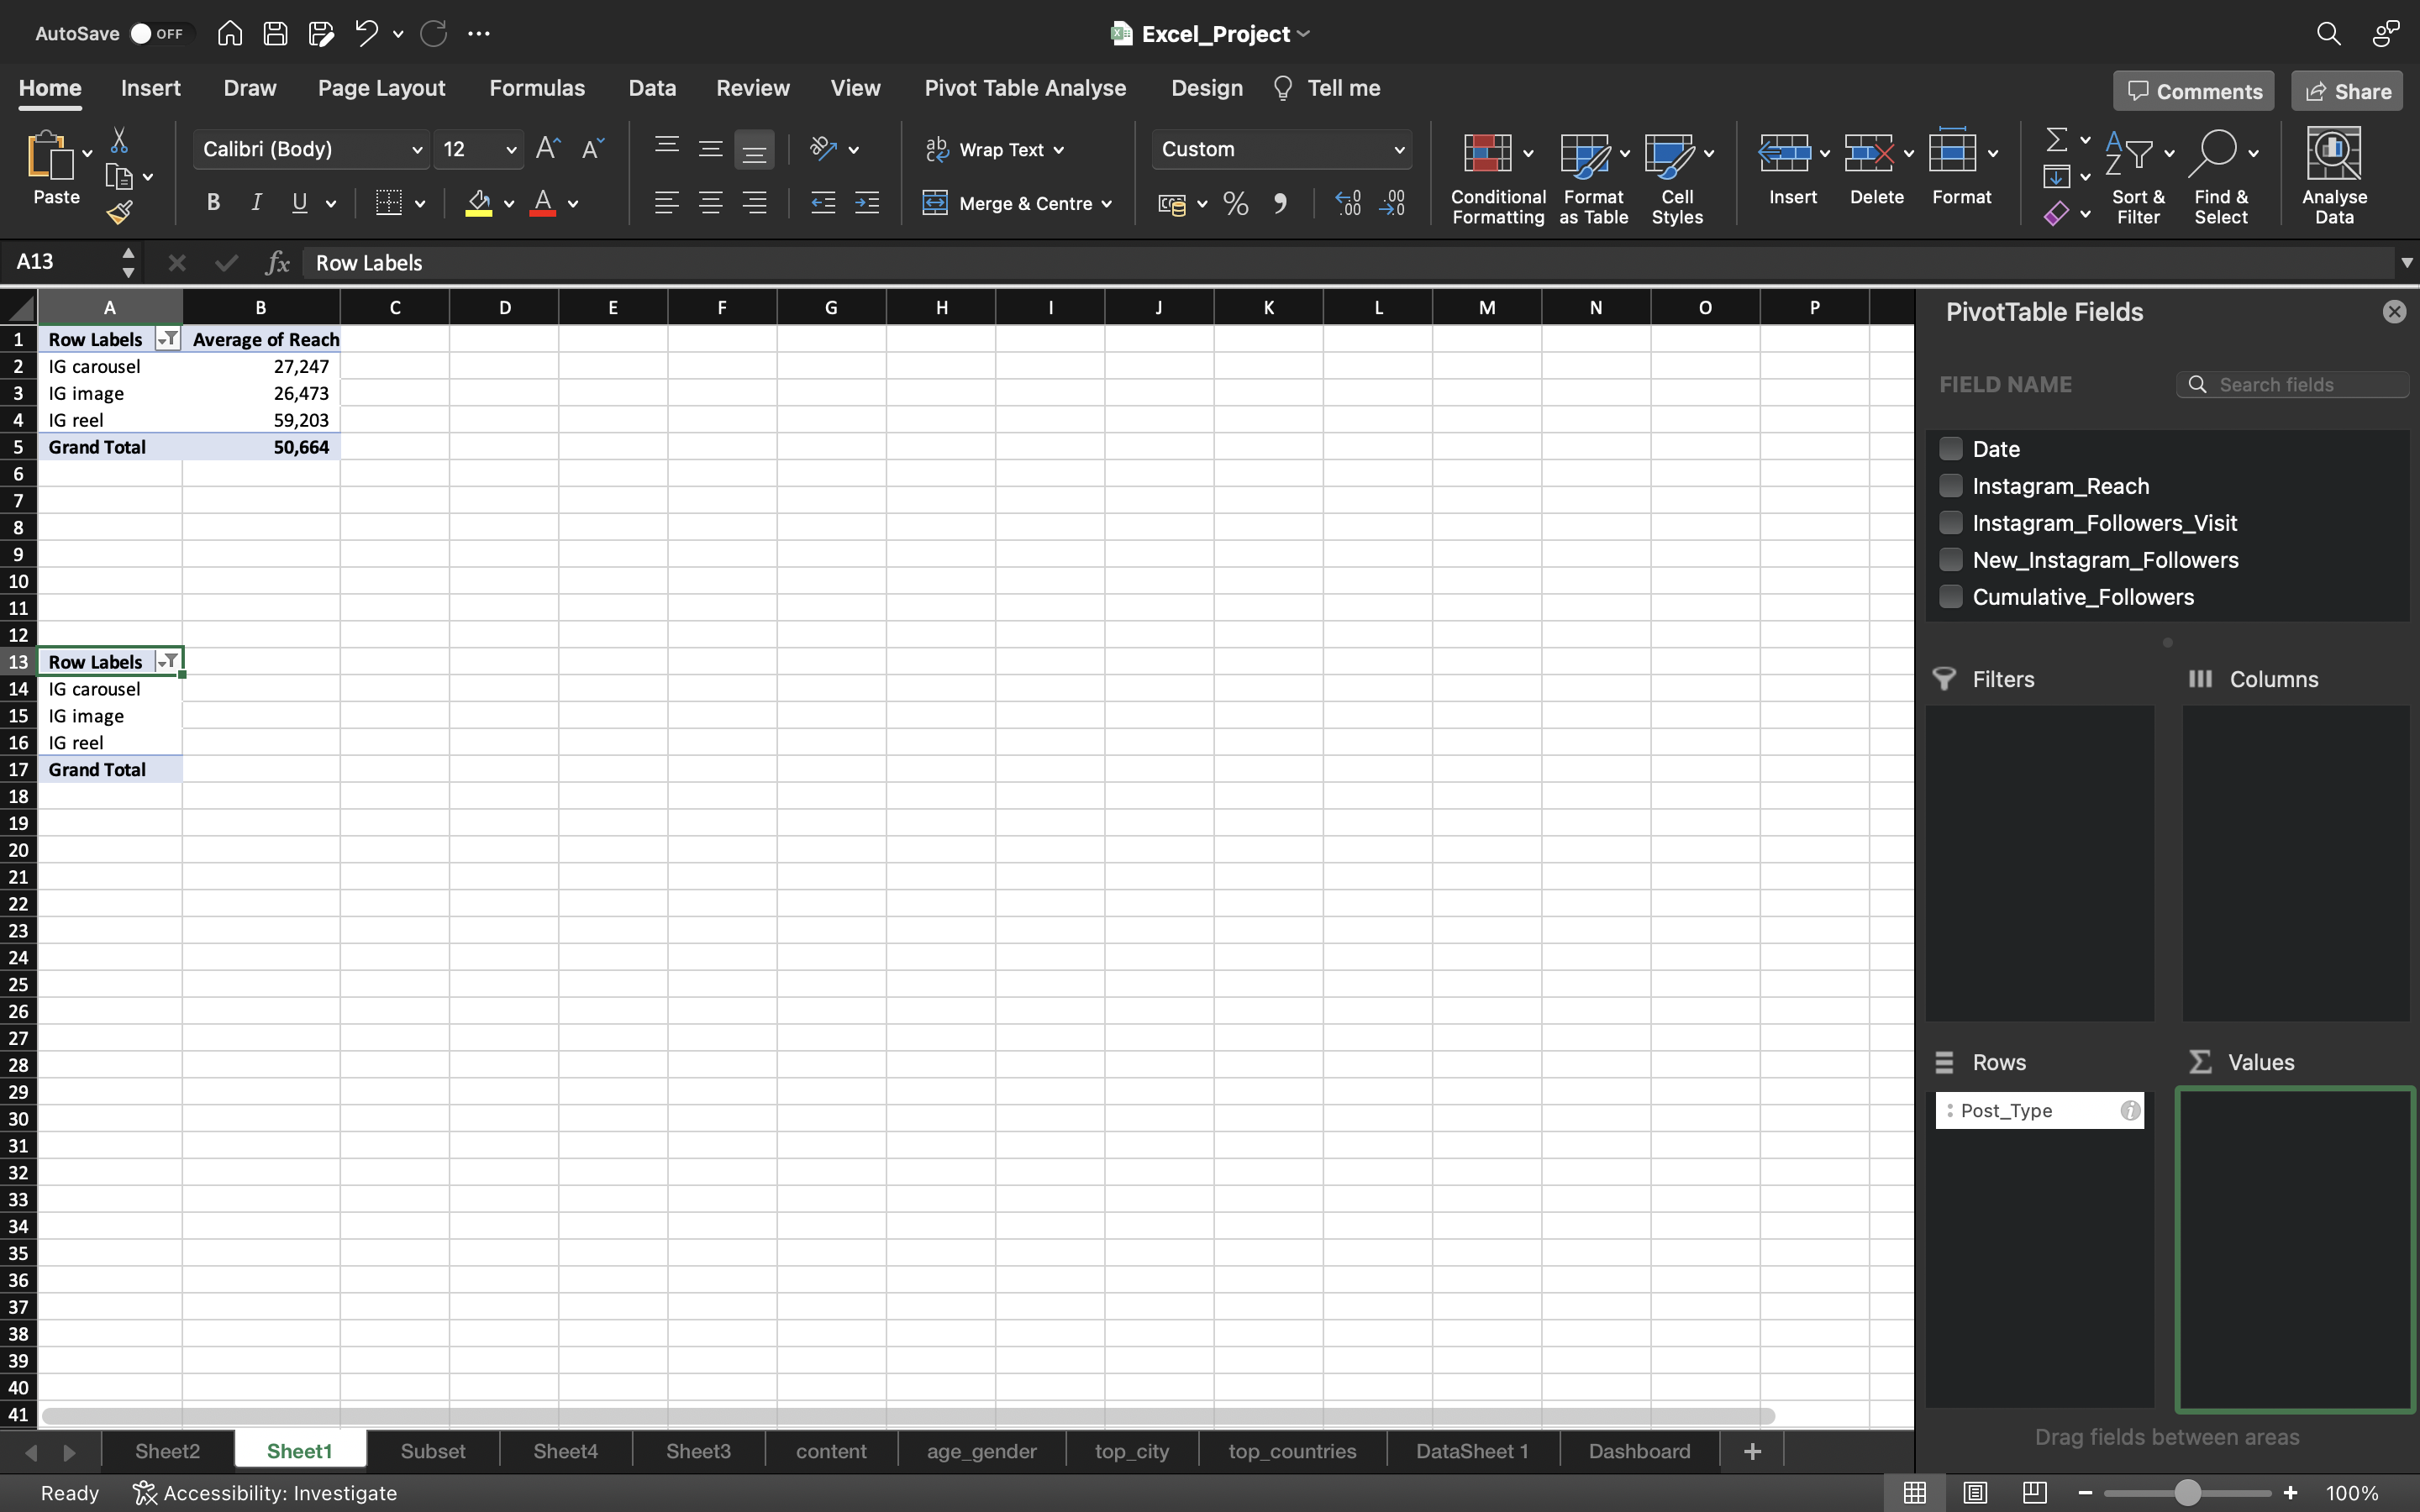 AutoSave OFF Excel_Project
Home Insert Draw Page Layout Formulas Data Review View Pivot Table Analyse Design Tell me Comments Share
Paste Calibri (Body) 12 Wrap Text Custom
B I U Merge & Centre % Conditional Formatting Format as Table Cell Styles Insert Delete Format Sort & Filter Find & Select Analyse Data
A13 fx Row Labels
A B C D E F G H I J K L M N O P
1 Row Labels Average of Reach
2 IG carousel 27,247
3 IG image 26,473
4 IG reel 59,203
5 Grand Total 50,664
6
7
8
9
10
11
12
13 Row Labels
14 IG carousel
15 IG image
16 IG reel
17 Grand Total
18
19
20
21
22
23
24
25
26
27
28
29
30
31
32
33
34
35
36
37
38
39
40
41
PivotTable Fields
FIELD NAME Search fields
Date
Instagram_Reach
Instagram_Followers_Visit
New_Instagram_Followers
Cumulative_Followers
Filters Columns
Rows Values
Post_Type
Drag fields between areas
Sheet2 Sheet1 Subset Sheet4 Sheet3 content age_gender top_city top_countries DataSheet 1 Dashboard
Ready Accessibility: Investigate 100%